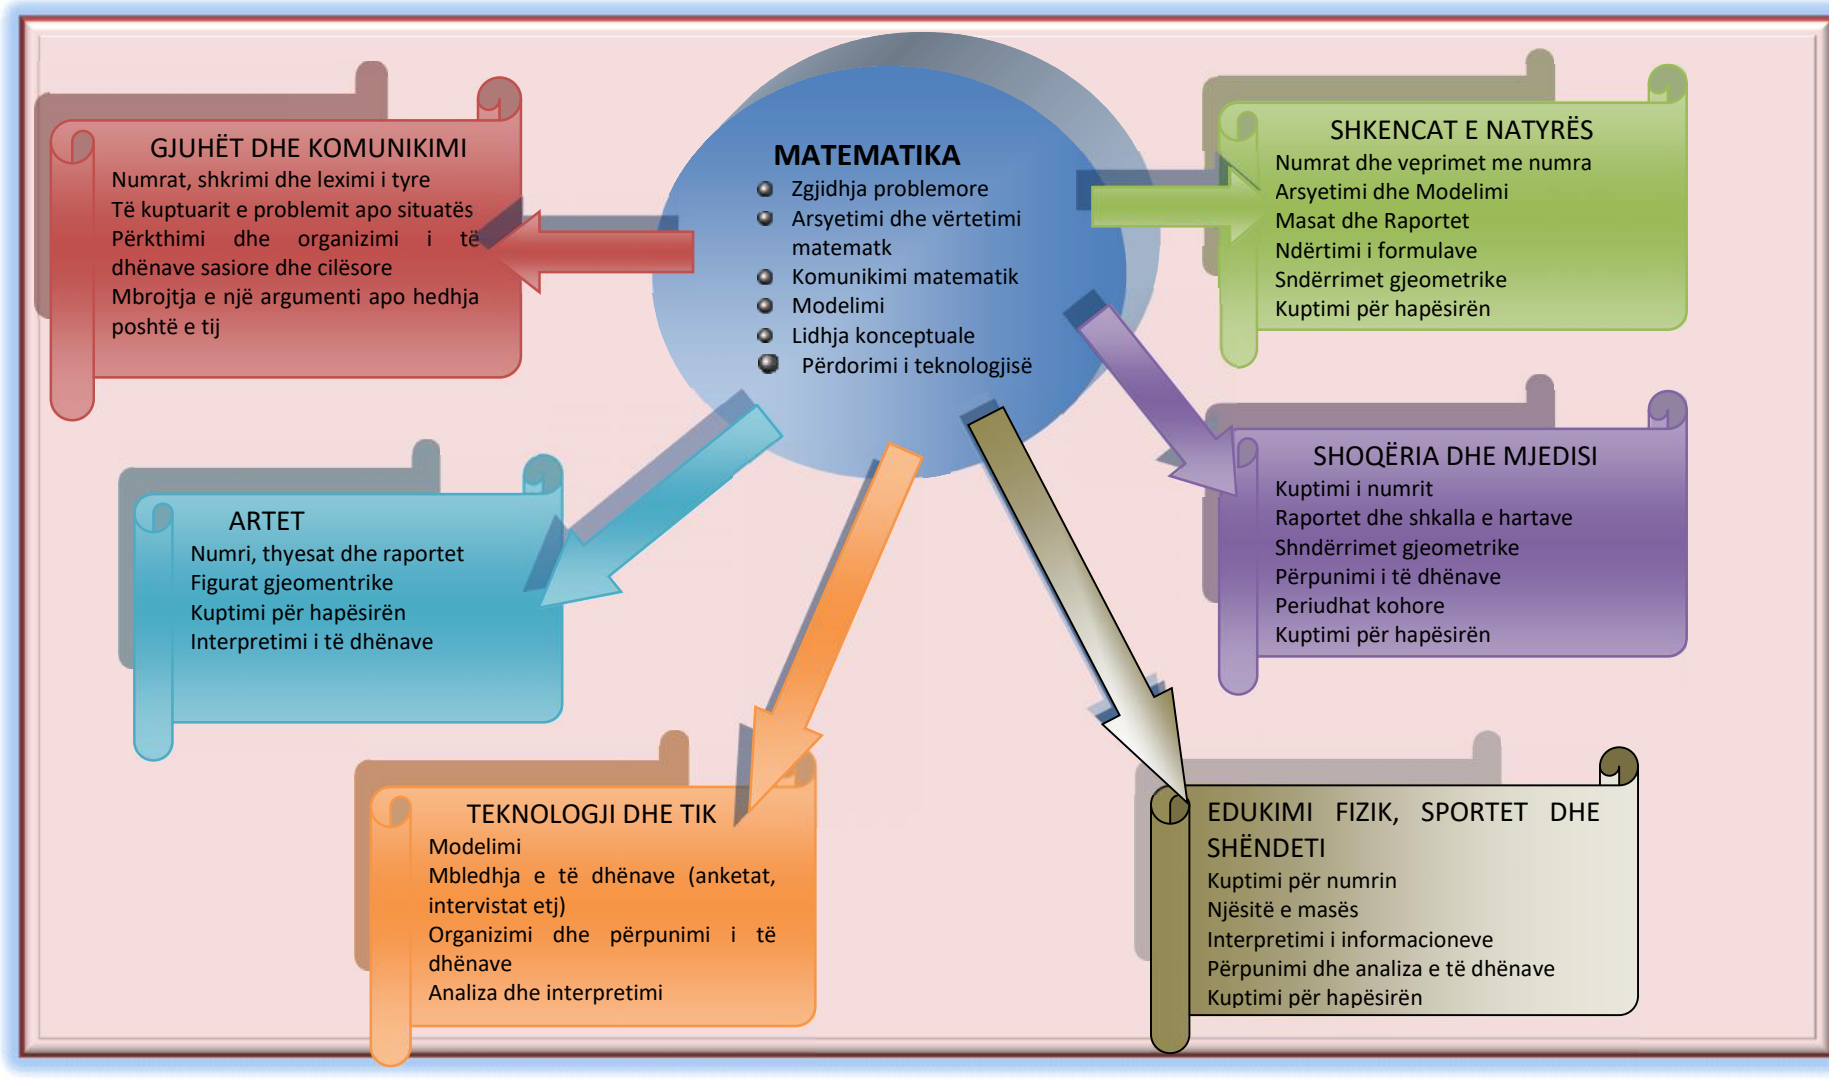 GJUHËT DHE KOMUNIKIMI
Numrat, shkrimi dhe leximi i tyre
Të kuptuarit e problemit apo situatës
Përkthimi dhe organizimi i të
dhënave sasiore dhe cilësore
Mbrojtja e një argumenti apo hedhja
poshtë e tij
MATEMATIKA
Zgjidhja problemore
Arsyetimi dhe vërtetimi
matematk
Komunikimi matematik
Modelimi
Lidhja konceptuale
Përdorimi i teknologjisë
SHKENCAT E NATYRËS
Numrat dhe veprimet me numra
Arsyetimi dhe Modelimi
Masat dhe Raportet
Ndërtimi i formulave
Sndërrimet gjeometrike
Kuptimi për hapësirën
ARTET
Numri, thyesat dhe raportet
Figurat gjeomentrike
Kuptimi për hapësirën
Interpretimi i të dhënave
SHOQËRIA DHE MJEDISI
Kuptimi i numrit
Raportet dhe shkalla e hartave
Shndërrimet gjeometrike
Përpunimi i të dhënave
Periudhat kohore
Kuptimi për hapësirën
TEKNOLOGJI DHE TIK
Modelimi
Mbledhja e të dhënave (anketat,
intervistat etj)
Organizimi dhe përpunimi i të
dhënave
Analiza dhe interpretimi
EDUKIMI FIZIK, SPORTET DHE
SHËNDETI
Kuptimi për numrin
Njësitë e masës
Interpretimi i informacioneve
Përpunimi dhe analiza e të dhënave
Kuptimi për hapësirën